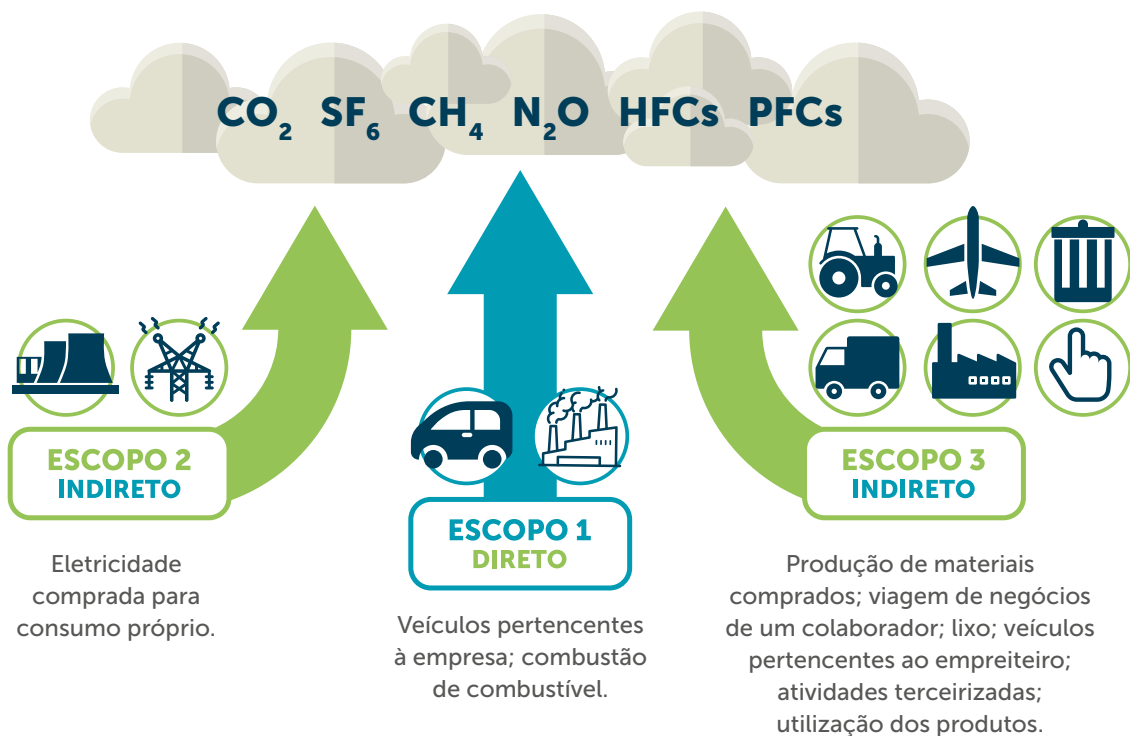 CO₂ SF₆ CH₄ N₂O HFCs PFCs
ESCOPO 2
INDIRETO
Eletricidade
comprada para
consumo próprio.
ESCOPO 1
DIRETO
Veículos pertencentes
à empresa; combustão
de combustível.
ESCOPO 3
INDIRETO
Produção de materiais
comprados; viagem de negócios
de um colaborador; lixo; veículos
pertencentes ao empreiteiro;
atividades terceirizadas;
utilização dos produtos.